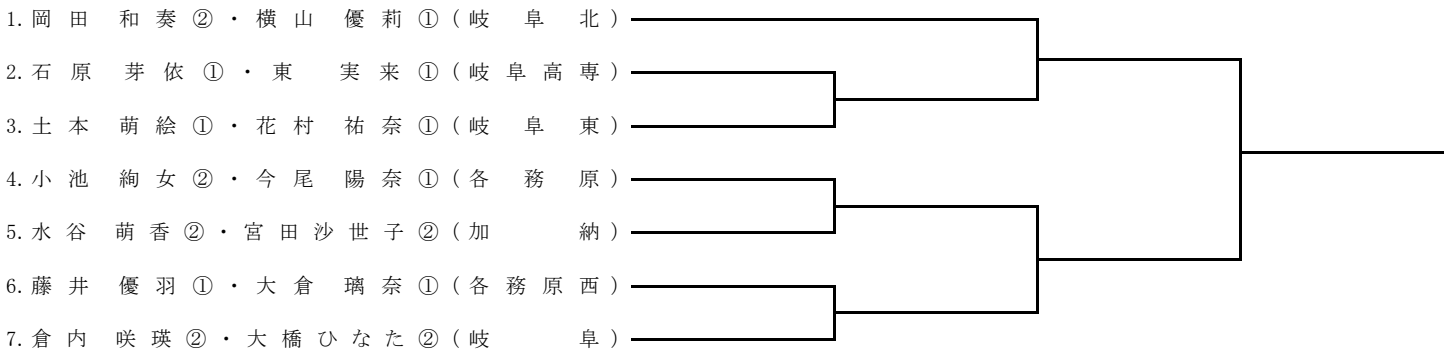 1. 岡田 和奏②・横山 優莉①(岐阜北)
2. 石原 芽依①・東 実来①(岐阜高専)
3. 土本 萌絵①・花村 祐奈①(岐阜東)
4. 小池 絢女②・今尾 陽奈①(各務原)
5. 水谷 萌香②・宮田沙世子②(加納)
6. 藤井 優羽①・大倉 璃奈①(各務原西)
7. 倉内 咲瑛②・大橋ひなた②(岐阜)